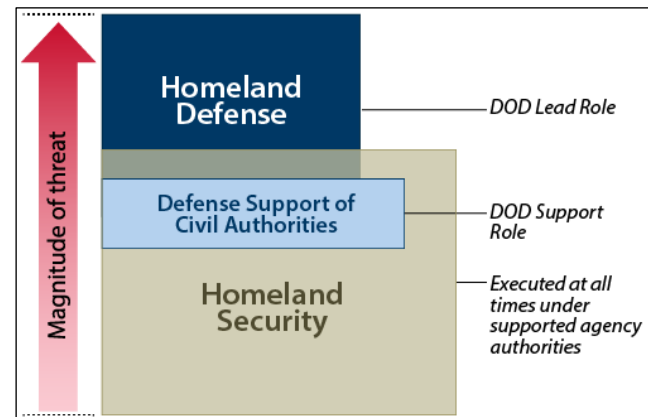 Magnitude of threat
Homeland
Defense
DOD Lead Role
Defense Support of
Civil Authorities
DOD Support
Role
Homeland
Security
Executed at all
times under
supported agency
authorities